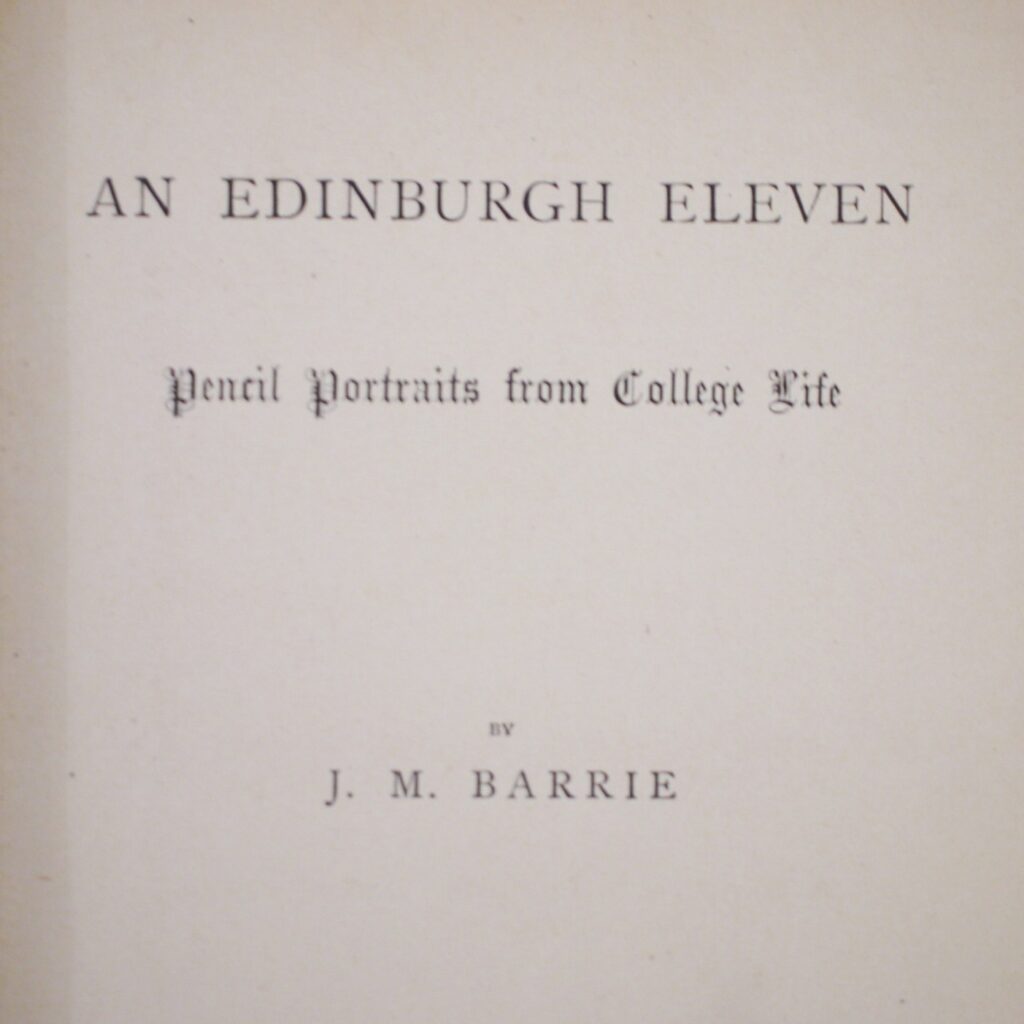 AN EDINBURGH ELEVEN
Pencil Portraits from College Life
BY
J. M. BARRIE